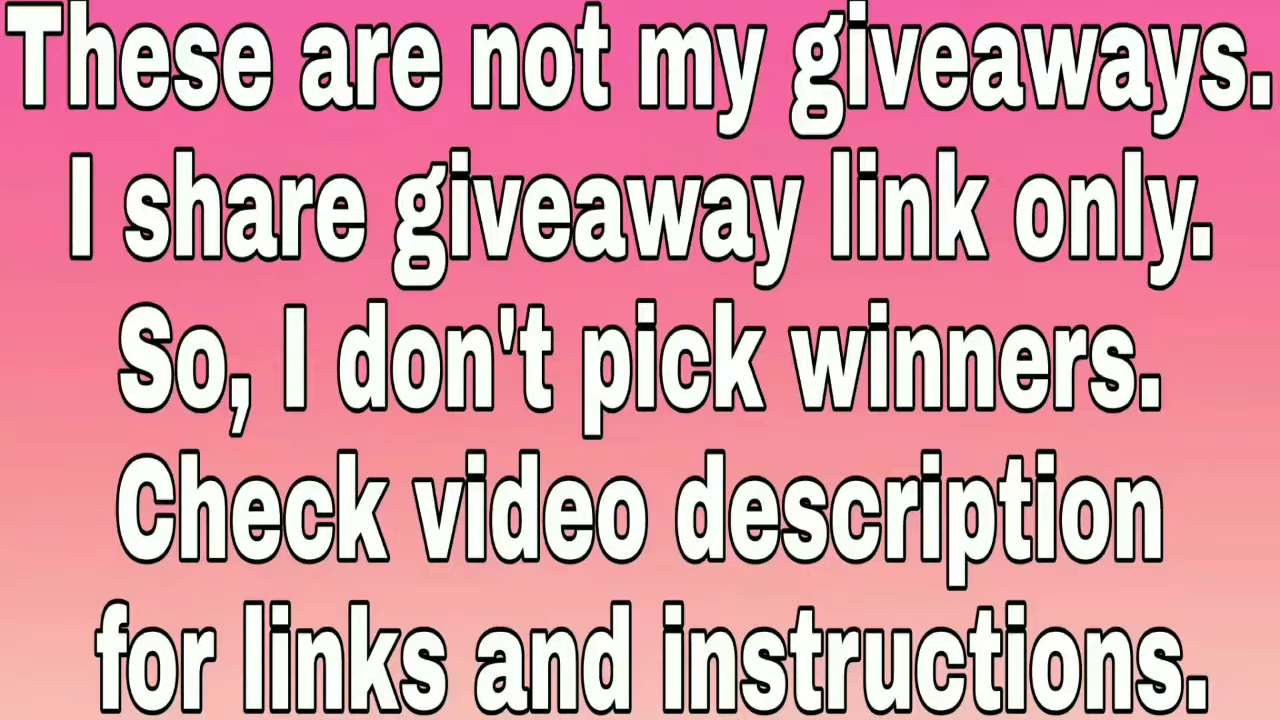 These are not my giveaways.
I share giveaway link only.
So, I don't pick winners.
Check video description
for links and instructions.